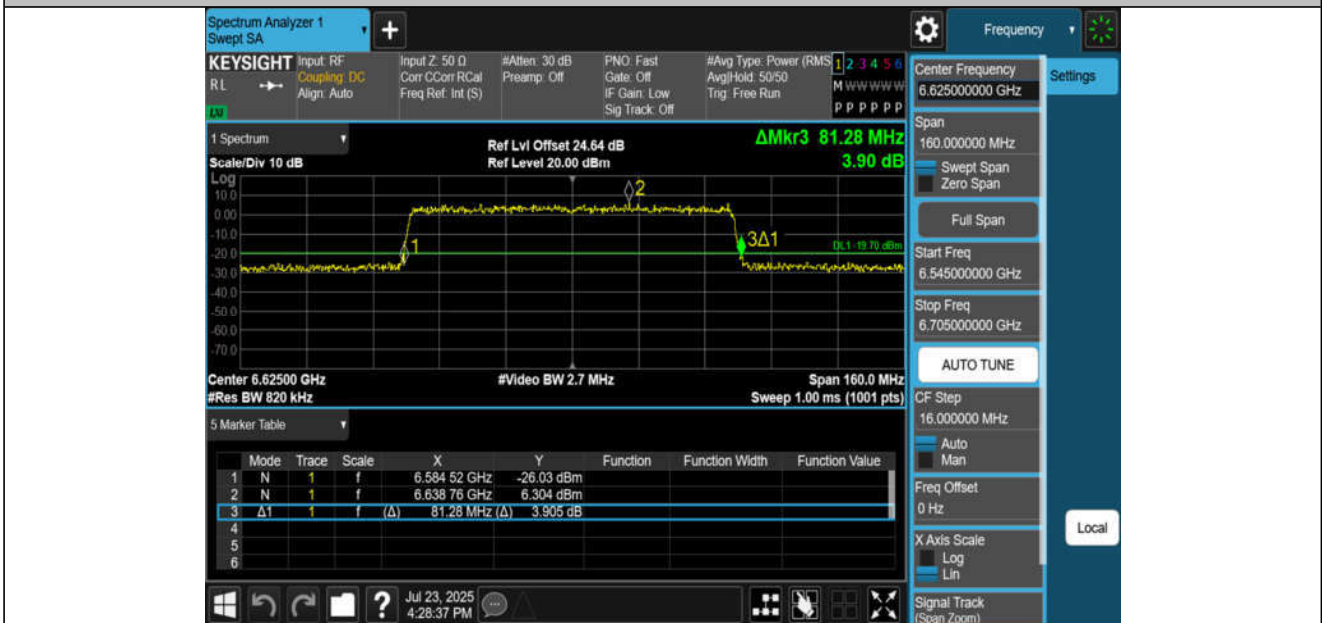 Spectrum Analyzer 1
Swept SA
+
Frequency
KEYSIGHT
RL
LXI
Input: RF
Coupling: DC
Align: Auto
Input Z: 50 Ω
Corr CCorr RCal
Freq Ref: Int (S)
#Atten: 30 dB
Preamp: Off
PNO: Fast
Gate: Off
IF Gain: Low
Sig Track: Off
#Avg Type: Power (RMS
Avg|Hold: 50/50
Trig: Free Run
1 2 3 4 5 6
M W W W W W
P P P P P P
1 Spectrum
Scale/Div 10 dB
Ref Lvl Offset 24.64 dB
Ref Level 20.00 dBm
ΔMkr3 81.28 MHz
3.90 dB
Log
10.0
0.00
-10.0
-20.0
-30.0
-40.0
-50.0
-60.0
-70.0
1
2
3Δ1
DL1 -19.70 dBm
Center 6.62500 GHz
#Video BW 2.7 MHz
Span 160.0 MHz
#Res BW 820 kHz
Sweep 1.00 ms (1001 pts)
5 Marker Table
Mode Trace Scale X Y Function Function Width Function Value
1 N 1 f 6.584 52 GHz -26.03 dBm
2 N 1 f 6.638 76 GHz 6.304 dBm
3 Δ1 1 f (Δ) 81.28 MHz (Δ) 3.905 dB
4
5
6
?
Jul 23, 2025
4:28:37 PM
Center Frequency
6.625000000 GHz
Settings
Span
160.000000 MHz
Swept Span
Zero Span
Full Span
Start Freq
6.545000000 GHz
Stop Freq
6.705000000 GHz
AUTO TUNE
CF Step
16.000000 MHz
Auto
Man
Freq Offset
0 Hz
X Axis Scale
Log
Lin
Local
Signal Track
(Span Zoom)